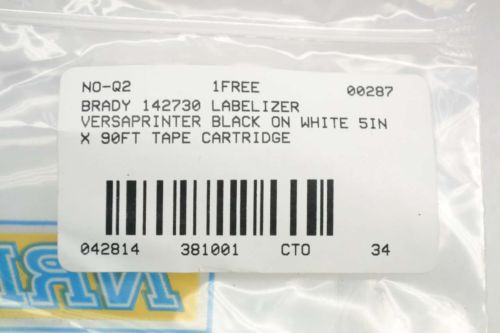 NO-Q2 1FREE 00287
BRADY 142730 LABELIZER
VERSAPRINTER BLACK ON WHITE 5IN
X 90FT TAPE CARTRIDGE
042814 381001 CTO 34